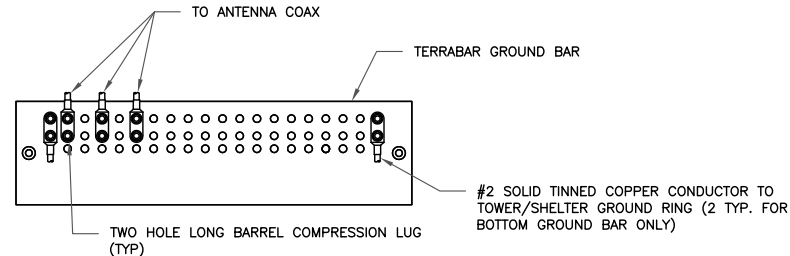 TO ANTENNA COAX
TERRABAR GROUND BAR
#2 SOLID TINNED COPPER CONDUCTOR TO
TOWER/SHELTER GROUND RING (2 TYP. FOR
BOTTOM GROUND BAR ONLY)
TWO HOLE LONG BARREL COMPRESSION LUG
(TYP)